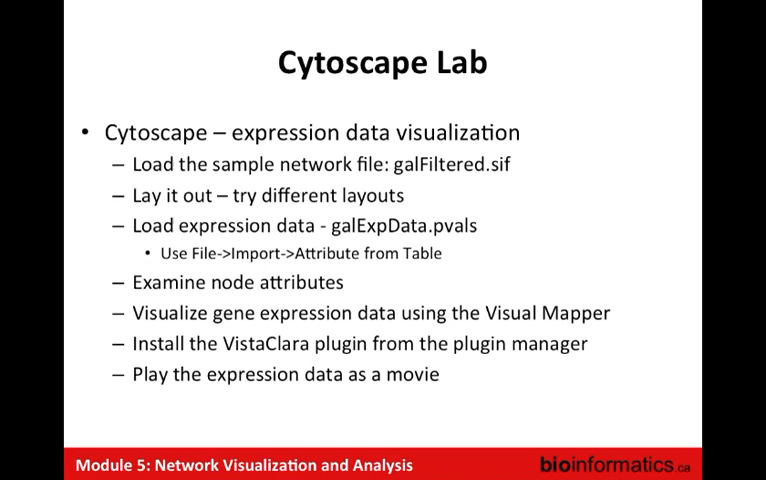 Cytoscape Lab
• Cytoscape – expression data visualization
– Load the sample network file: galFiltered.sif
– Lay it out – try different layouts
– Load expression data - galExpData.pvals
• Use File->Import->Attribute from Table
– Examine node attributes
– Visualize gene expression data using the Visual Mapper
– Install the VistaClara plugin from the plugin manager
– Play the expression data as a movie
Module 5: Network Visualization and Analysis
bioinformatics.ca